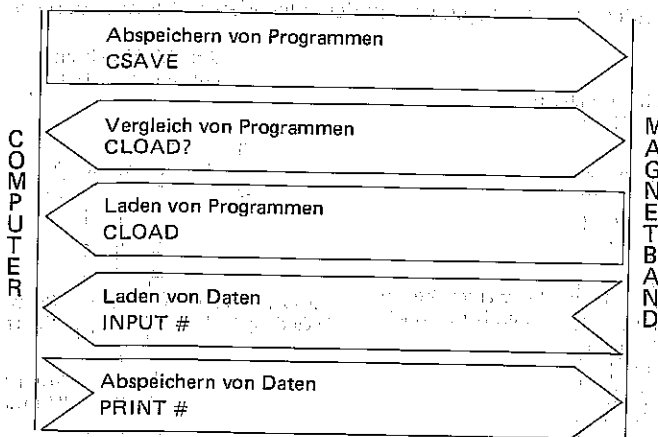 COMPUTER
Abspeichern von Programmen
CSAVE
Vergleich von Programmen
CLOAD?
Laden von Programmen
CLOAD
Laden von Daten
INPUT #
Abspeichern von Daten
PRINT #
MAGNETBAND